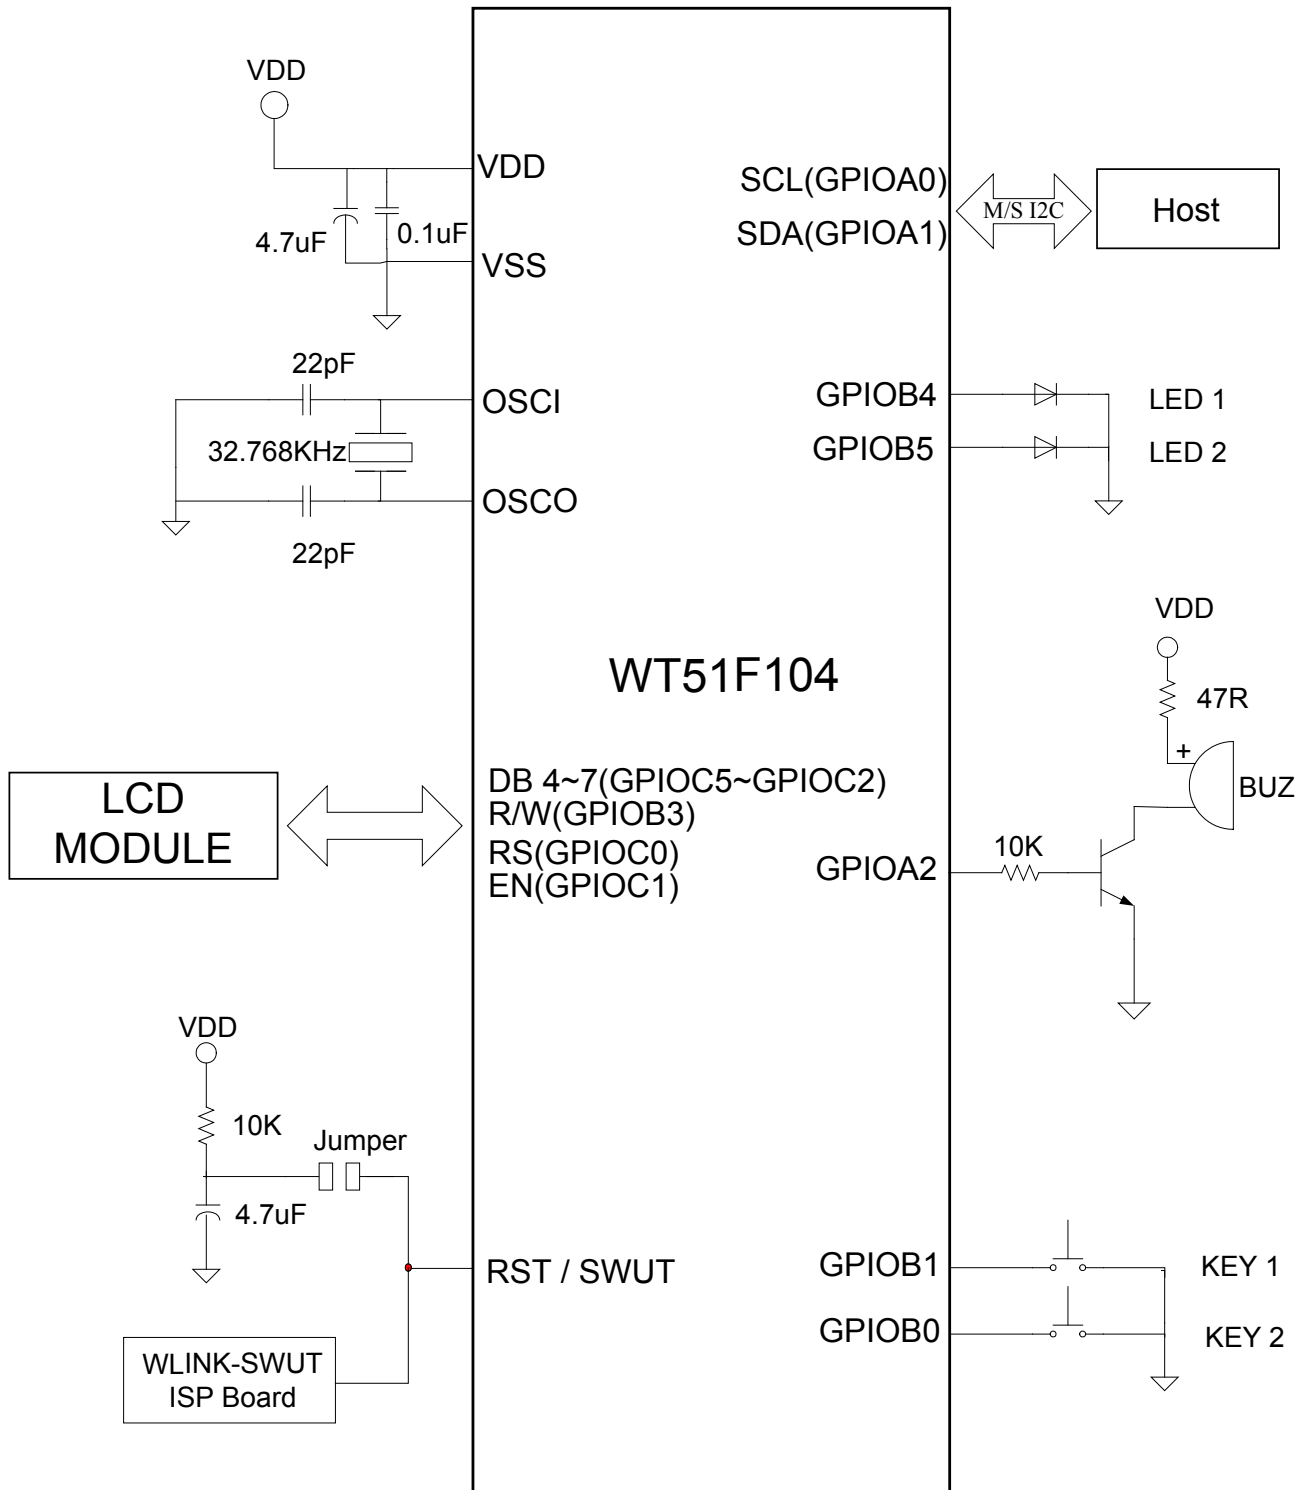 VDD
VDD
4.7uF
0.1uF
VSS
22pF
OSCI
32.768KHz
OSCO
22pF
SCL(GPIOA0)
SDA(GPIOA1)
M/S I2C
Host
GPIOB4
LED 1
GPIOB5
LED 2
WT51F104
VDD
47R
+
BUZ
10K
GPIOA2
LCD
MODULE
DB 4~7(GPIOC5~GPIOC2)
R/W(GPIOB3)
RS(GPIOC0)
EN(GPIOC1)
VDD
10K
Jumper
4.7uF
RST / SWUT
WLINK-SWUT
ISP Board
GPIOB1
KEY 1
GPIOB0
KEY 2